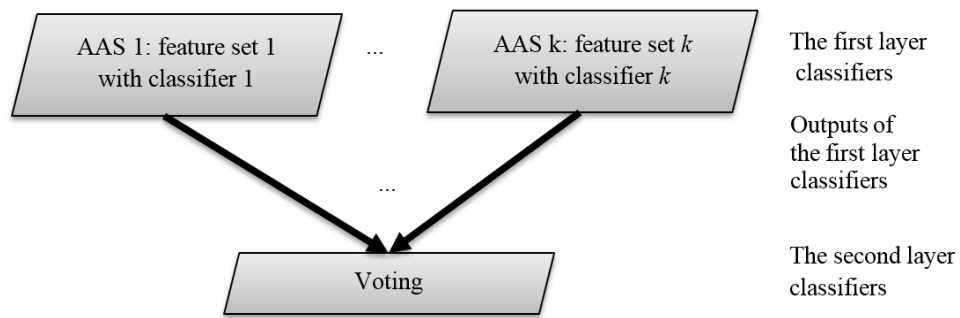 AAS 1: feature set 1
with classifier 1
...
AAS k: feature set k
with classifier k
The first layer
classifiers
Outputs of
the first layer
classifiers
...
Voting
The second layer
classifiers